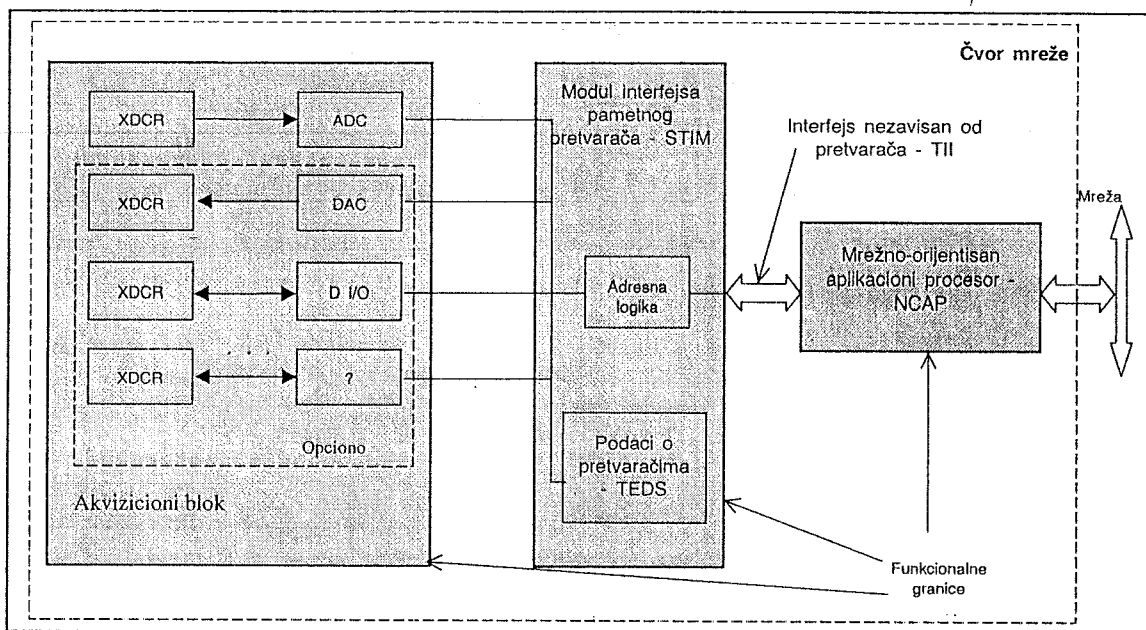 Čvor mreže
XDCR
ADC
XDCR
DAC
XDCR
D I/O
XDCR
. . .
?
Opciono
Akvizicioni blok
Modul interfejsa
pametnog
pretvarača - STIM
Adresna
logika
Podaci o
pretvaračima
- TEDS
Interfejs nezavisan od
pretvarača - TII
Mrežno-orijentisan
aplikacioni procesor -
NCAP
Mreža
Funkcionalne
granice